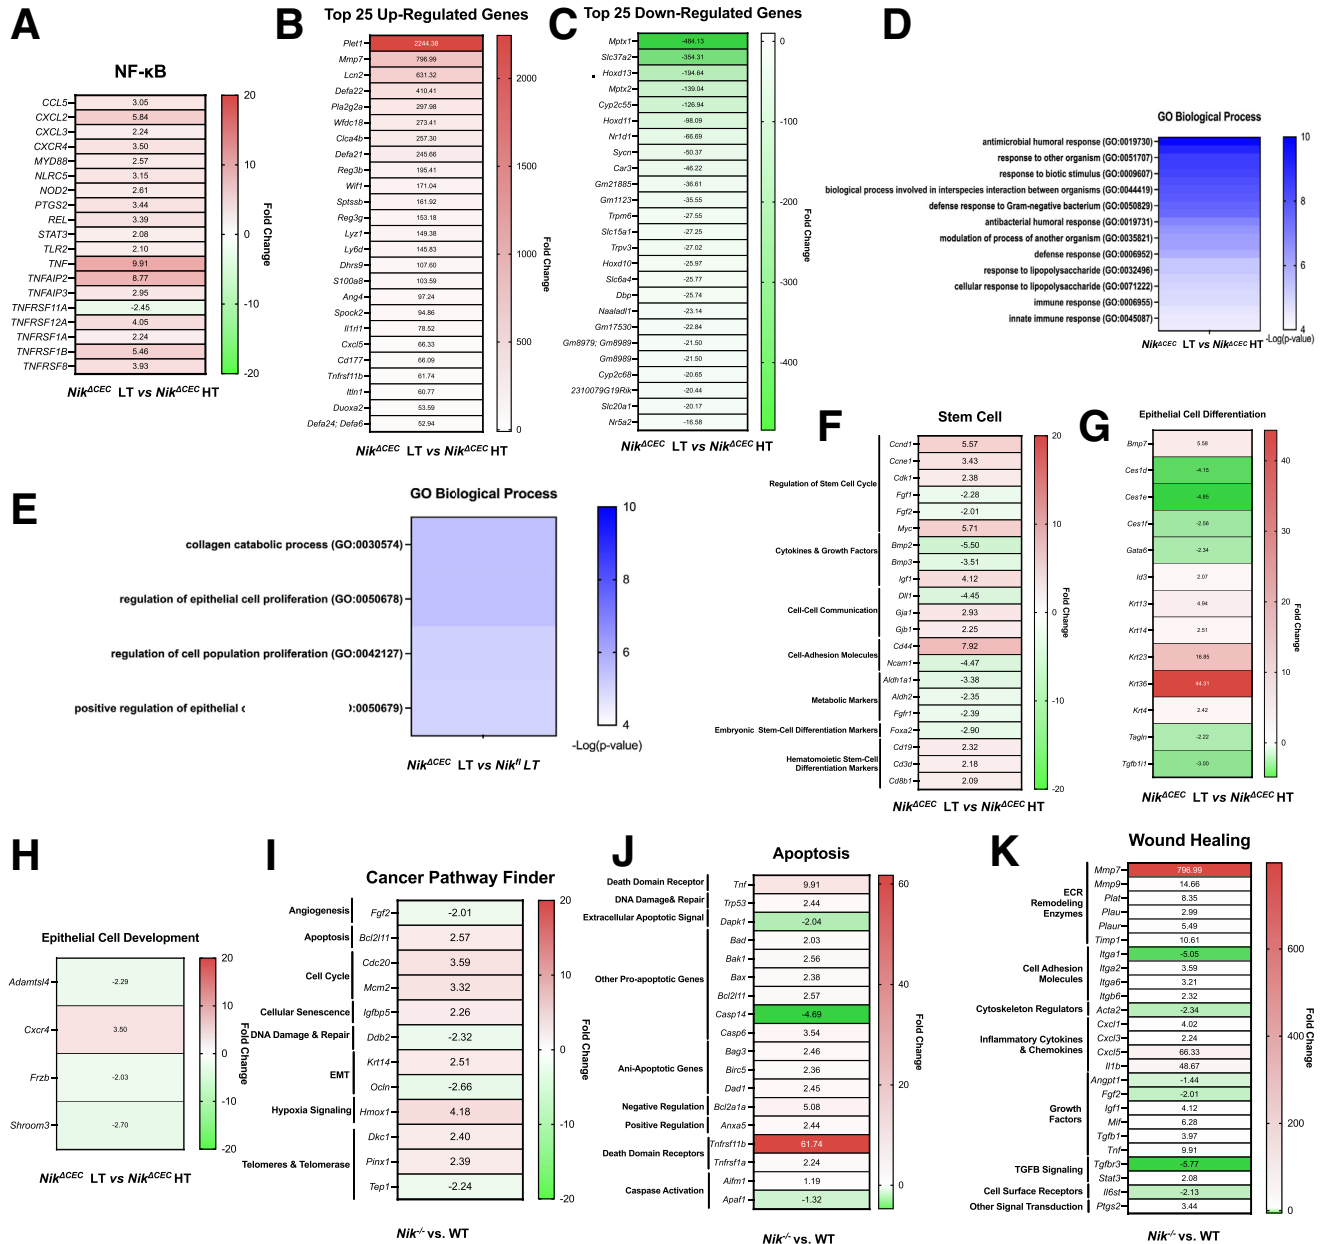 A
NF-κB
CCL5 3.05
CXCL2 5.84
CXCL3 2.24
CXCR4 3.50
MYD88 2.57
NLRC5 3.15
NOD2 2.61
PTGS2 3.44
REL 3.39
STAT3 2.08
TLR2 2.10
TNF 9.91
TNFAIP2 8.77
TNFAIP3 2.95
TNFRSF11A -2.45
TNFRSF12A 4.05
TNFRSF1A 2.24
TNFRSF1B 5.46
TNFRSF8 3.93
20
10
0
-10
-20
Fold Change
Nik^ΔCEC LT vs Nik^ΔCEC HT
B
Top 25 Up-Regulated Genes
Plet1 2244.38
Mmp7 796.99
Lcn2 631.32
Defa22 410.41
Pla2g2a 297.98
Wfdc18 273.41
Clca4b 257.30
Defa21 245.66
Reg3b 195.41
Wif1 171.04
Sptssb 161.92
Reg3g 153.18
Lyz1 149.38
Ly6d 145.83
Dhrs9 107.60
S100a8 103.59
Ang4 97.24
Spock2 94.86
Il1rl1 78.52
Cxcl5 66.33
Cd177 66.09
Tnfrsf11b 61.74
Itln1 60.77
Duoxa2 53.59
Defa24; Defa6 52.94
2000
1500
1000
500
0
Fold Change
Nik^ΔCEC LT vs Nik^ΔCEC HT
C
Top 25 Down-Regulated Genes
Mptx1 -484.13
Slc37a2 -354.31
Hoxd13 -194.64
Mptx2 -139.04
Cyp2c55 -126.94
Hoxd11 -98.09
Nr1d1 -66.69
Sycn -50.37
Car3 -46.22
Gm21885 -36.61
Gm1123 -35.55
Trpm6 -27.55
Slc15a1 -27.25
Trpv3 -27.02
Hoxd10 -25.97
Slc6a4 -25.77
Dbp -25.74
Naaladl1 -23.14
Gm17530 -22.84
Gm8979; Gm8989 -21.50
Gm8989 -21.50
Cyp2c68 -20.65
2310079G19Rik -20.44
Slc20a1 -20.17
Nr5a2 -16.58
0
-100
-200
-300
-400
Fold Change
Nik^ΔCEC LT vs Nik^ΔCEC HT
D
GO Biological Process
antimicrobial humoral response (GO:0019730)
response to other organism (GO:0051707)
response to biotic stimulus (GO:0009607)
biological process involved in interspecies interaction between organisms (GO:0044419)
defense response to Gram-negative bacterium (GO:0050829)
antibacterial humoral response (GO:0019731)
modulation of process of another organism (GO:0035821)
defense response (GO:0006952)
response to lipopolysaccharide (GO:0032496)
cellular response to lipopolysaccharide (GO:0071222)
immune response (GO:0006955)
innate immune response (GO:0045087)
10
8
6
4
-Log(p-value)
Nik^ΔCEC LT vs Nik^ΔCEC HT
E
GO Biological Process
collagen catabolic process (GO:0030574)
regulation of epithelial cell proliferation (GO:0050678)
regulation of cell population proliferation (GO:0042127)
positive regulation of epithelial c ):0050679)
10
8
6
4
-Log(p-value)
Nik^ΔCEC LT vs Nik^fl LT
F
Stem Cell
Regulation of Stem Cell Cycle
Ccnd1 5.57
Ccne1 3.43
Cdk1 2.38
Fgf1 -2.28
Fgf2 -2.01
Myc 5.71
Cytokines & Growth Factors
Bmp2 -5.50
Bmp3 -3.51
Igf1 4.12
Cell-Cell Communication
Dll1 -4.45
Gja1 2.93
Gjb1 2.25
Cell-Adhesion Molecules
Cd44 7.92
Ncam1 -4.47
Metabolic Markers
Aldh1a1 -3.38
Aldh2 -2.35
Fgfr1 -2.39
Embryonic Stem-Cell Differentiation Markers
Foxa2 -2.90
Hematomoietic Stem-Cell
Differentiation Markers
Cd19 2.32
Cd3d 2.18
Cd8b1 2.09
20
10
0
-10
-20
Fold Change
Nik^ΔCEC LT vs Nik^ΔCEC HT
G
Epithelial Cell Differentiation
Bmp7 5.58
Ces1d -4.15
Ces1e -4.85
Ces1f -2.56
Gata6 -2.34
Id3 2.07
Krt13 4.94
Krt14 2.51
Krt23 16.85
Krt36 44.31
Krt4 2.42
Tagln -2.22
Tgfb1i1 -3.00
40
30
20
10
0
Fold Change
Nik^ΔCEC LT vs Nik^ΔCEC HT
H
Epithelial Cell Development
Adamtsl4 -2.29
Cxcr4 3.50
Frzb -2.03
Shroom3 -2.70
20
10
0
-10
-20
Fold Change
Nik^ΔCEC LT vs Nik^ΔCEC HT
I
Cancer Pathway Finder
Angiogenesis
Fgf2 -2.01
Apoptosis
Bcl2l11 2.57
Cell Cycle
Cdc20 3.59
Mcm2 3.32
Cellular Senescence
Igfbp5 2.26
DNA Damage & Repair
Ddb2 -2.32
EMT
Krt14 2.51
Ocln -2.66
Hypoxia Signaling
Hmox1 4.18
Telomeres & Telomerase
Dkc1 2.40
Pinx1 2.39
Tep1 -2.24
20
10
0
-10
-20
Fold Change
Nik^-/- vs. WT
J
Apoptosis
Death Domain Receptor
Tnf 9.91
DNA Damage& Repair
Trp53 2.44
Extracellular Apoptotic Signal
Dapk1 -2.04
Other Pro-apoptotic Genes
Bad 2.03
Bak1 2.56
Bax 2.38
Bcl2l11 2.57
Casp14 -4.69
Casp6 3.54
Ani-Apoptotic Genes
Bag3 2.46
Birc5 2.36
Dad1 2.45
Negative Regulation
Bcl2a1a 5.08
Positive Regulation
Anxa5 2.44
Death Domain Receptors
Tnfrsf11b 61.74
Tnfrsf1a 2.24
Caspase Activation
Aifm1 1.19
Apaf1 -1.32
60
40
20
0
Fold Change
Nik^-/- vs. WT
K
Wound Healing
ECR
Remodeling
Enzymes
Mmp7 796.99
Mmp9 14.66
Plat 8.35
Plau 2.99
Plaur 5.49
Timp1 10.61
Cell Adhesion
Molecules
Itga1 -5.05
Itga2 3.59
Itga6 3.21
Itgb6 2.32
Cytoskeleton Regulators
Acta2 -2.34
Inflammatory Cytokines
& Chemokines
Cxcl1 4.02
Cxcl3 2.24
Cxcl5 66.33
Il1b 48.67
Growth
Factors
Angpt1 -1.44
Fgf2 -2.01
Igf1 4.12
Mif 6.28
Tgfb1 3.97
Tnf 9.91
TGFB Signaling
Tgfbr3 -5.77
Stat3 2.08
Cell Surface Receptors
Il6st -2.13
Other Signal Transduction
Ptgs2 3.44
600
400
200
0
Fold Change
Nik^-/- vs. WT